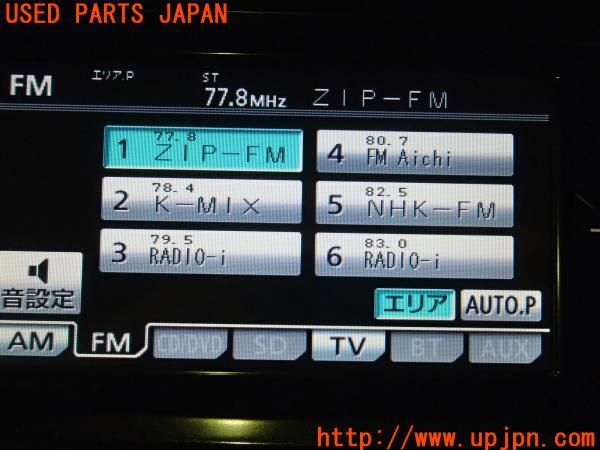 USED PARTS JAPAN
FM エリア.P ST 77.8MHz ZIP-FM
1 77.8 ZIP-FM
4 80.7 FM Aichi
2 78.4 K-MIX
5 82.5 NHK-FM
3 79.5 RADIO-i
6 83.0 RADIO-i
音設定
エリア AUTO.P
AM FM CD/DVD SD TV BT AUX
http://www.upjpn.com